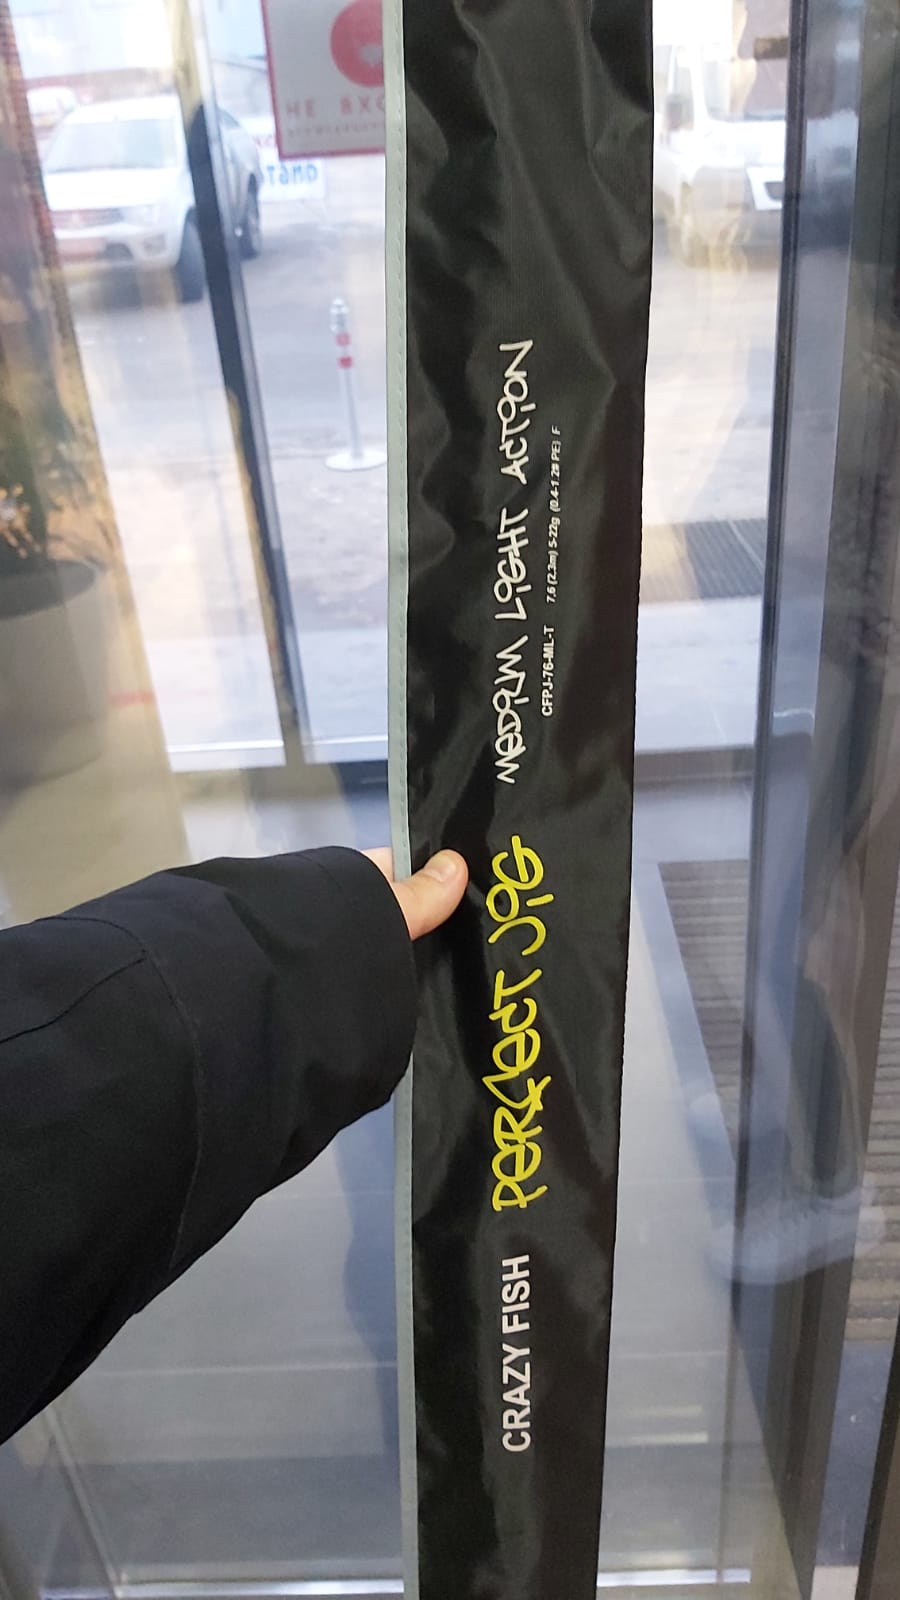 НЕ ВХО
CRAZY FISH PERFECT JIG MEDIUM LIGHT ACTION
CFPJ-76-ML-T 7,6 (2.3m) 5-22g (0.4-1.2# PE) F